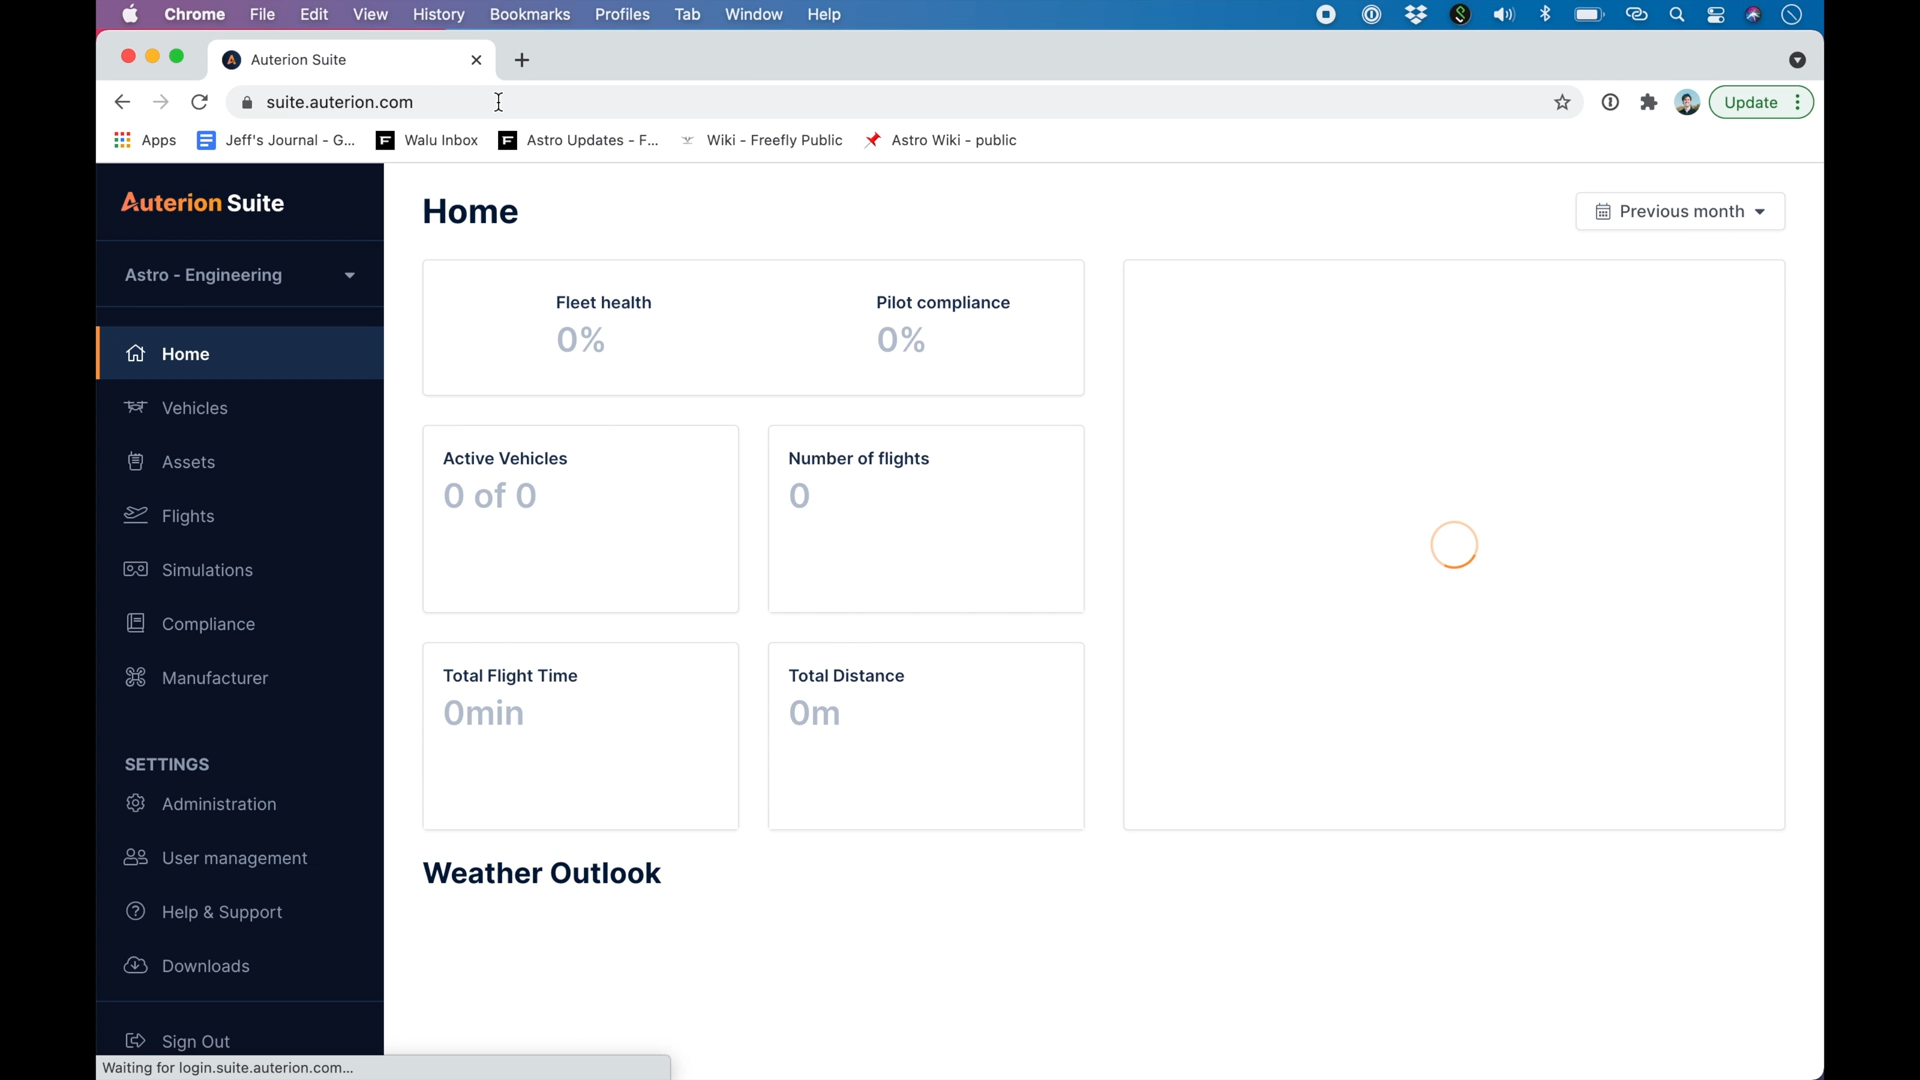 Chrome File Edit View History Bookmarks Profiles Tab Window Help
Auterion Suite
suite.auterion.com
Update
Apps Jeff's Journal - G... Walu Inbox Astro Updates - F... Wiki - Freefly Public Astro Wiki - public
Auterion Suite
Astro - Engineering
Home
Vehicles
Assets
Flights
Simulations
Compliance
Manufacturer
SETTINGS
Administration
User management
Help & Support
Downloads
Sign Out
Waiting for login.suite.auterion.com...
Home
Previous month
Fleet health
0%
Pilot compliance
0%
Active Vehicles
0 of 0
Number of flights
0
Total Flight Time
0min
Total Distance
0m
Weather Outlook